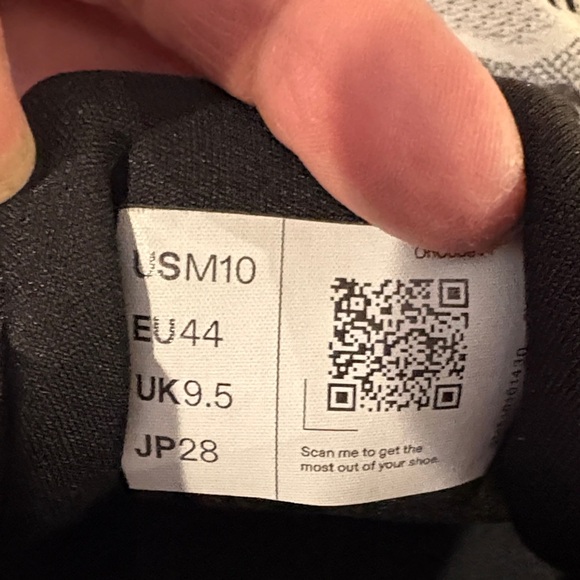 USM10
EU44
UK9.5
JP28
Scan me to get the
most out of your shoe.